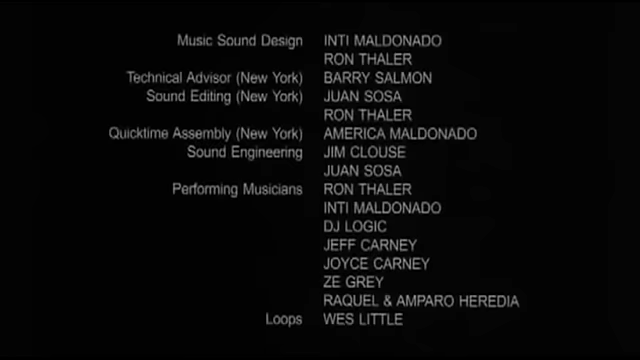 Music Sound Design INTI MALDONADO
RON THALER
Technical Advisor (New York) BARRY SALMON
Sound Editing (New York) JUAN SOSA
RON THALER
Quicktime Assembly (New York) AMERICA MALDONADO
Sound Engineering JIM CLOUSE
JUAN SOSA
Performing Musicians RON THALER
INTI MALDONADO
DJ LOGIC
JEFF CARNEY
JOYCE CARNEY
ZE GREY
RAQUEL & AMPARO HEREDIA
Loops WES LITTLE